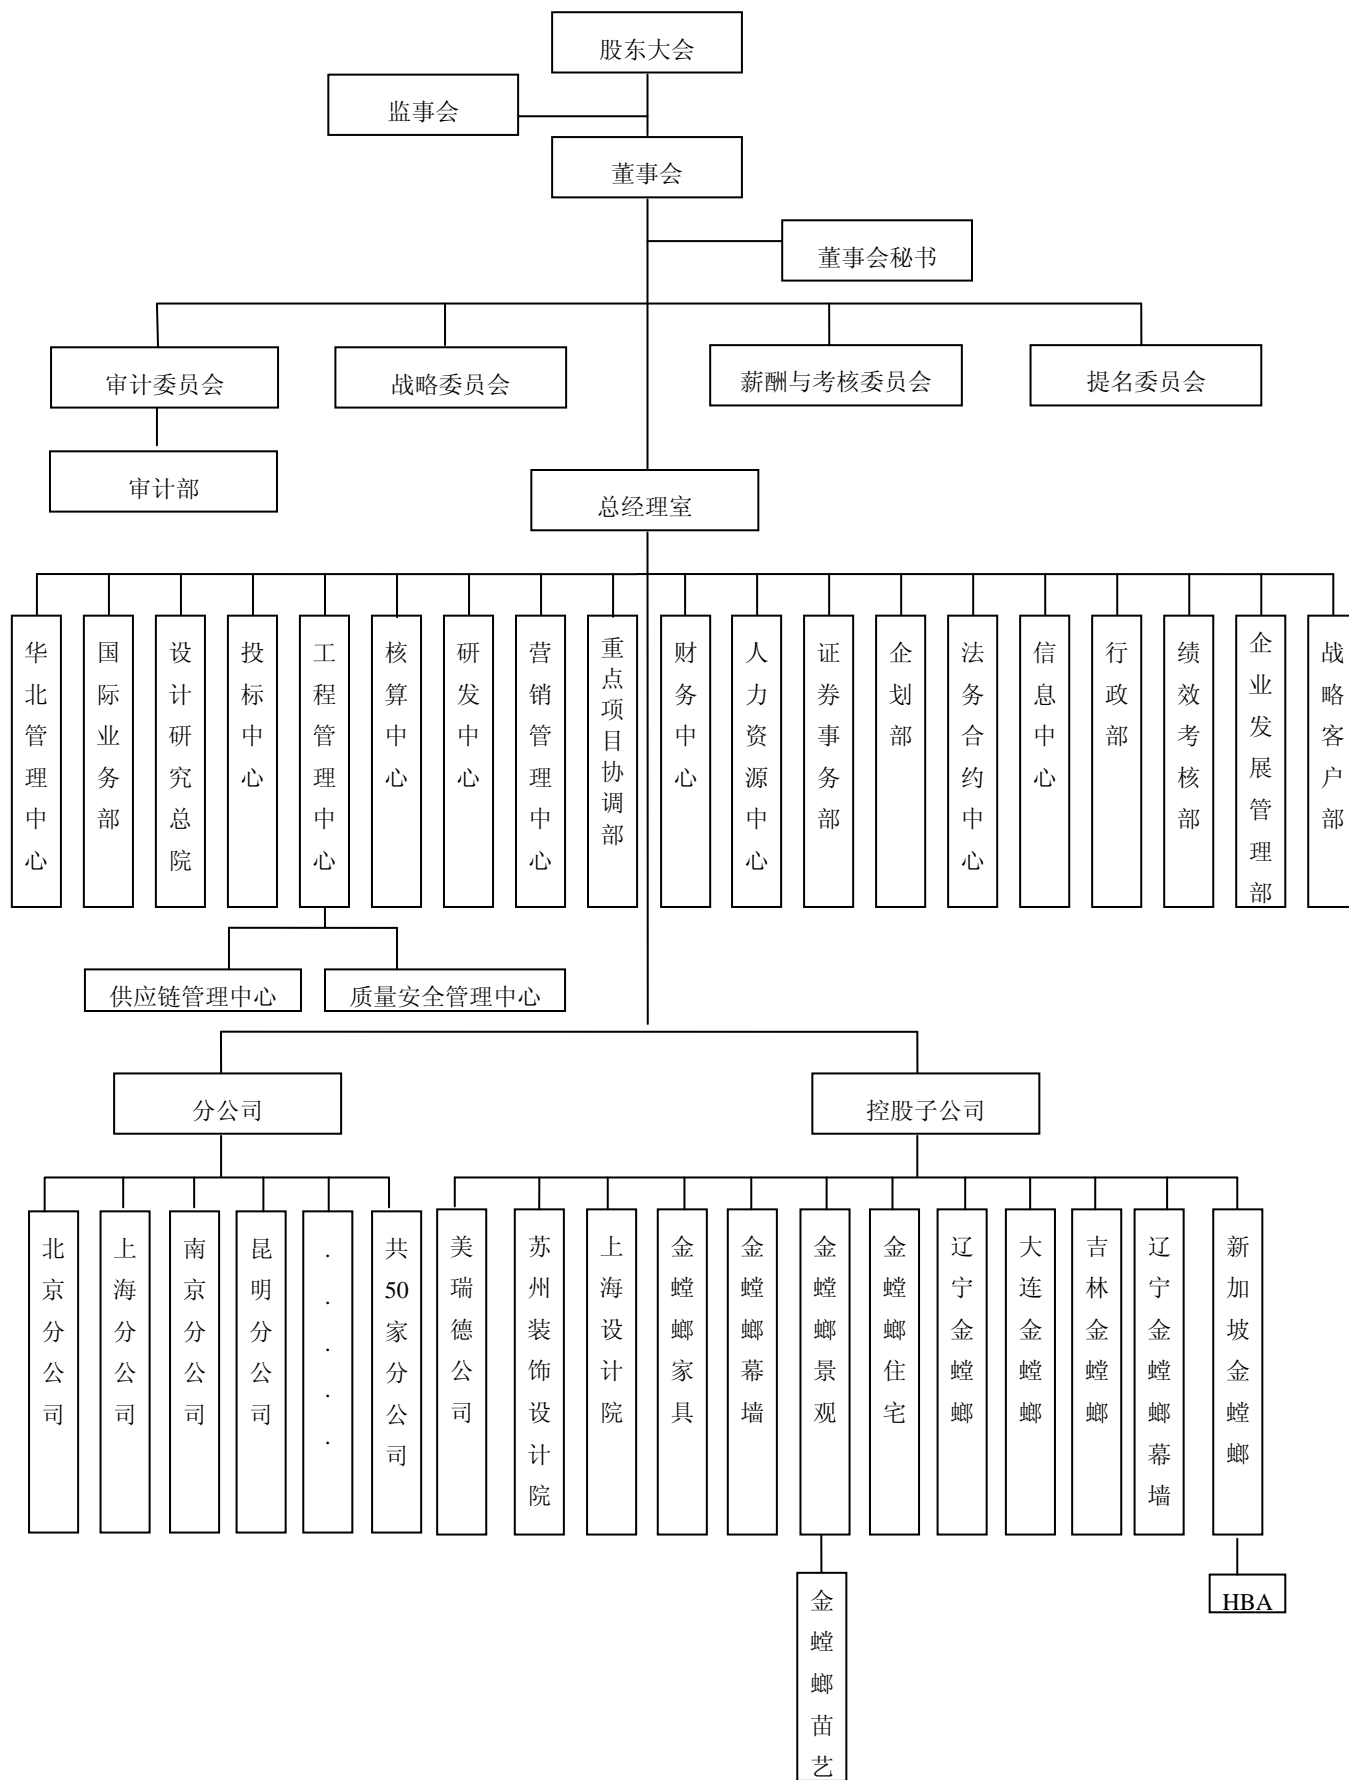 股东大会
监事会
董事会
董事会秘书
审计委员会
战略委员会
薪酬与考核委员会
提名委员会
审计部
总经理室
华北管理中心
国际业务部
设计研究总院
投标中心
工程管理中心
核算中心
研发中心
营销管理中心
重点项目协调部
财务中心
人力资源中心
证券事务部
企划部
法务合约中心
信息中心
行政部
绩效考核部
企业发展管理部
战略客户部
供应链管理中心
质量安全管理中心
分公司
控股子公司
北京分公司
上海分公司
南京分公司
昆明分公司
......
共50家分公司
美瑞德公司
苏州装饰设计院
上海设计院
金螳螂家具
金螳螂幕墙
金螳螂景观
金螳螂住宅
辽宁金螳螂
大连金螳螂
吉林金螳螂
辽宁金螳螂幕墙
新加坡金螳螂
金螳螂苗艺
HBA